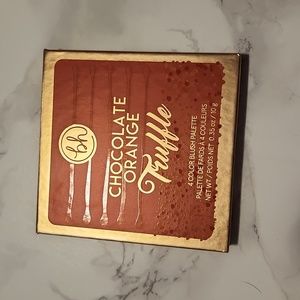 bh
CHOCOLATE
ORANGE
Truffle
4 COLOR BLUSH PALETTE
PALETTE DE FARDS À 4 COULEURS
NET WT / POIDS NET 0.35 oz / 10 g